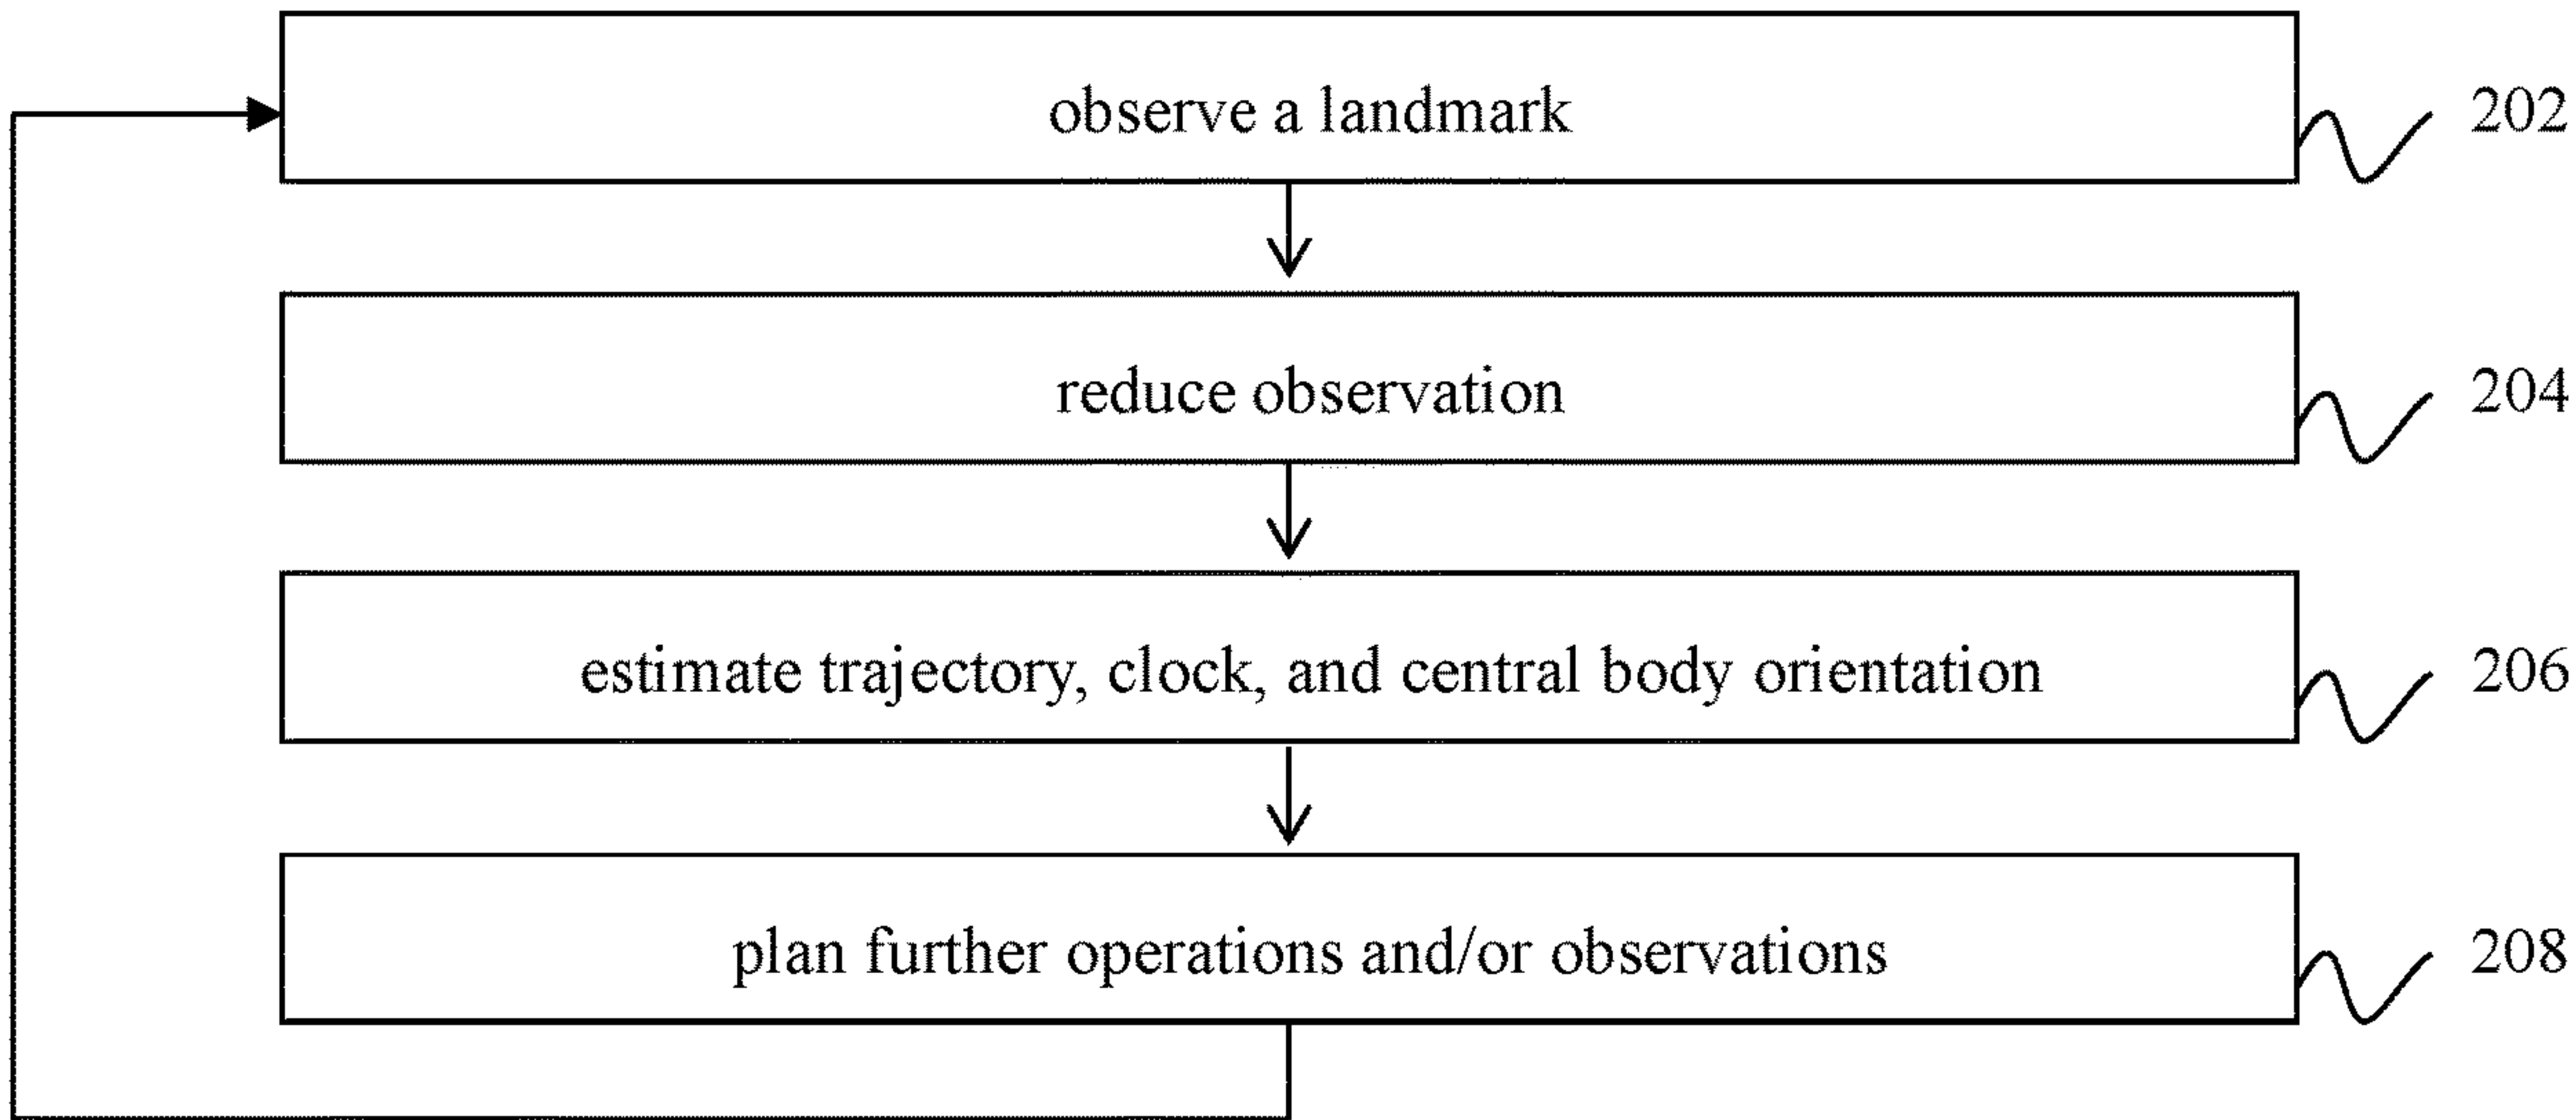 observe a landmark
202
reduce observation
204
estimate trajectory, clock, and central body orientation
206
plan further operations and/or observations
208